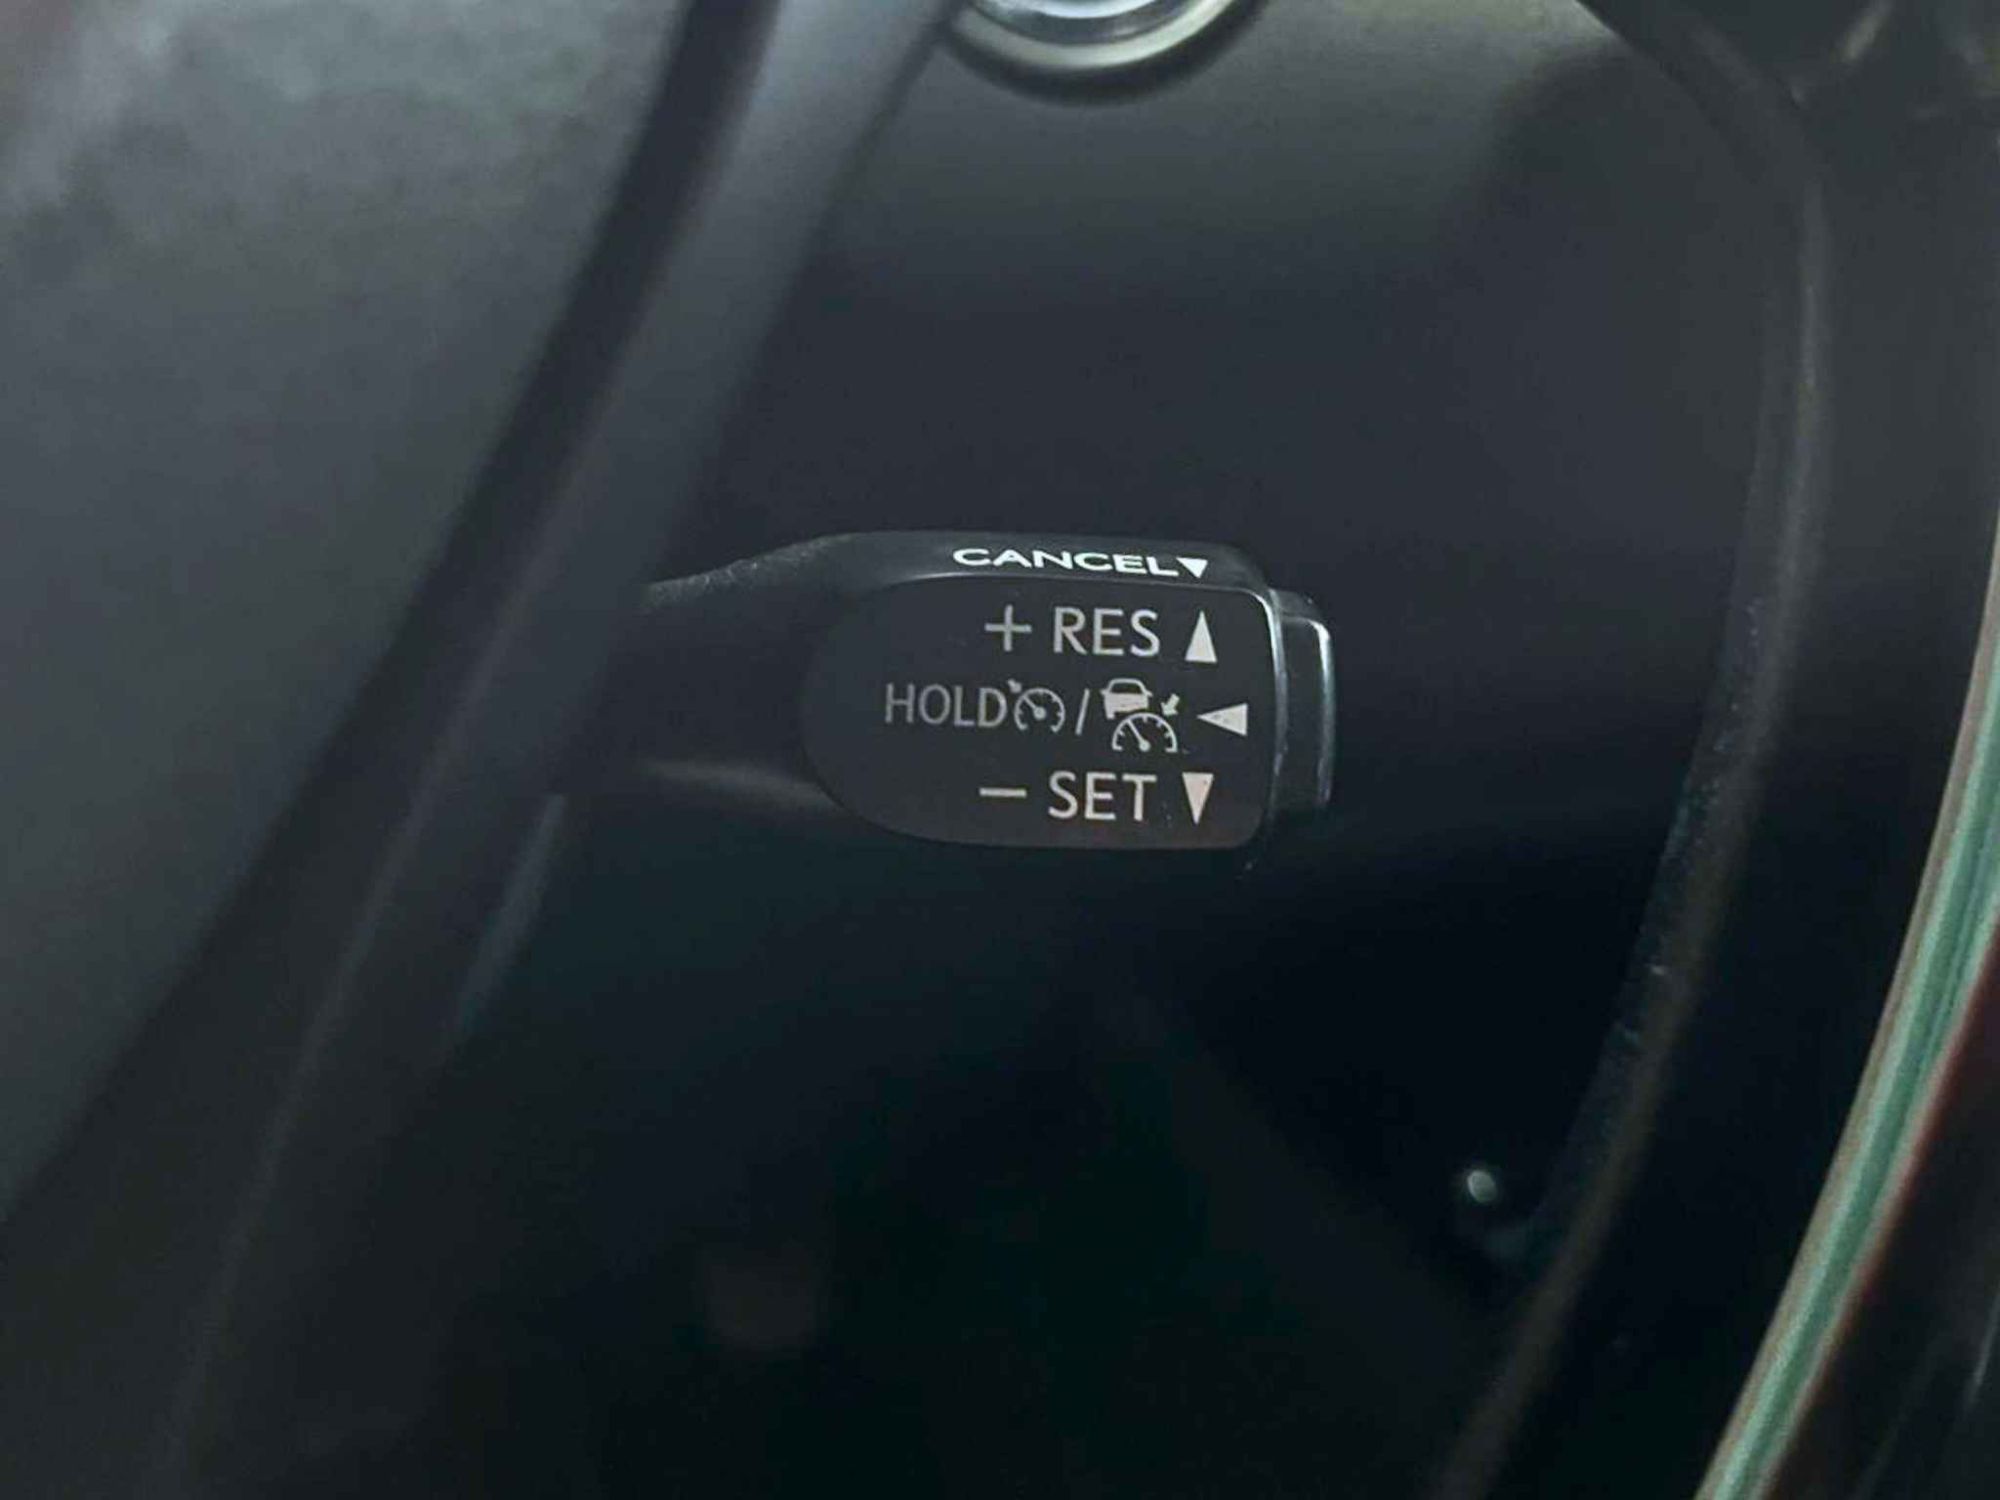 CANCEL▼
+ RES ▲
HOLD / ◀
− SET ▼